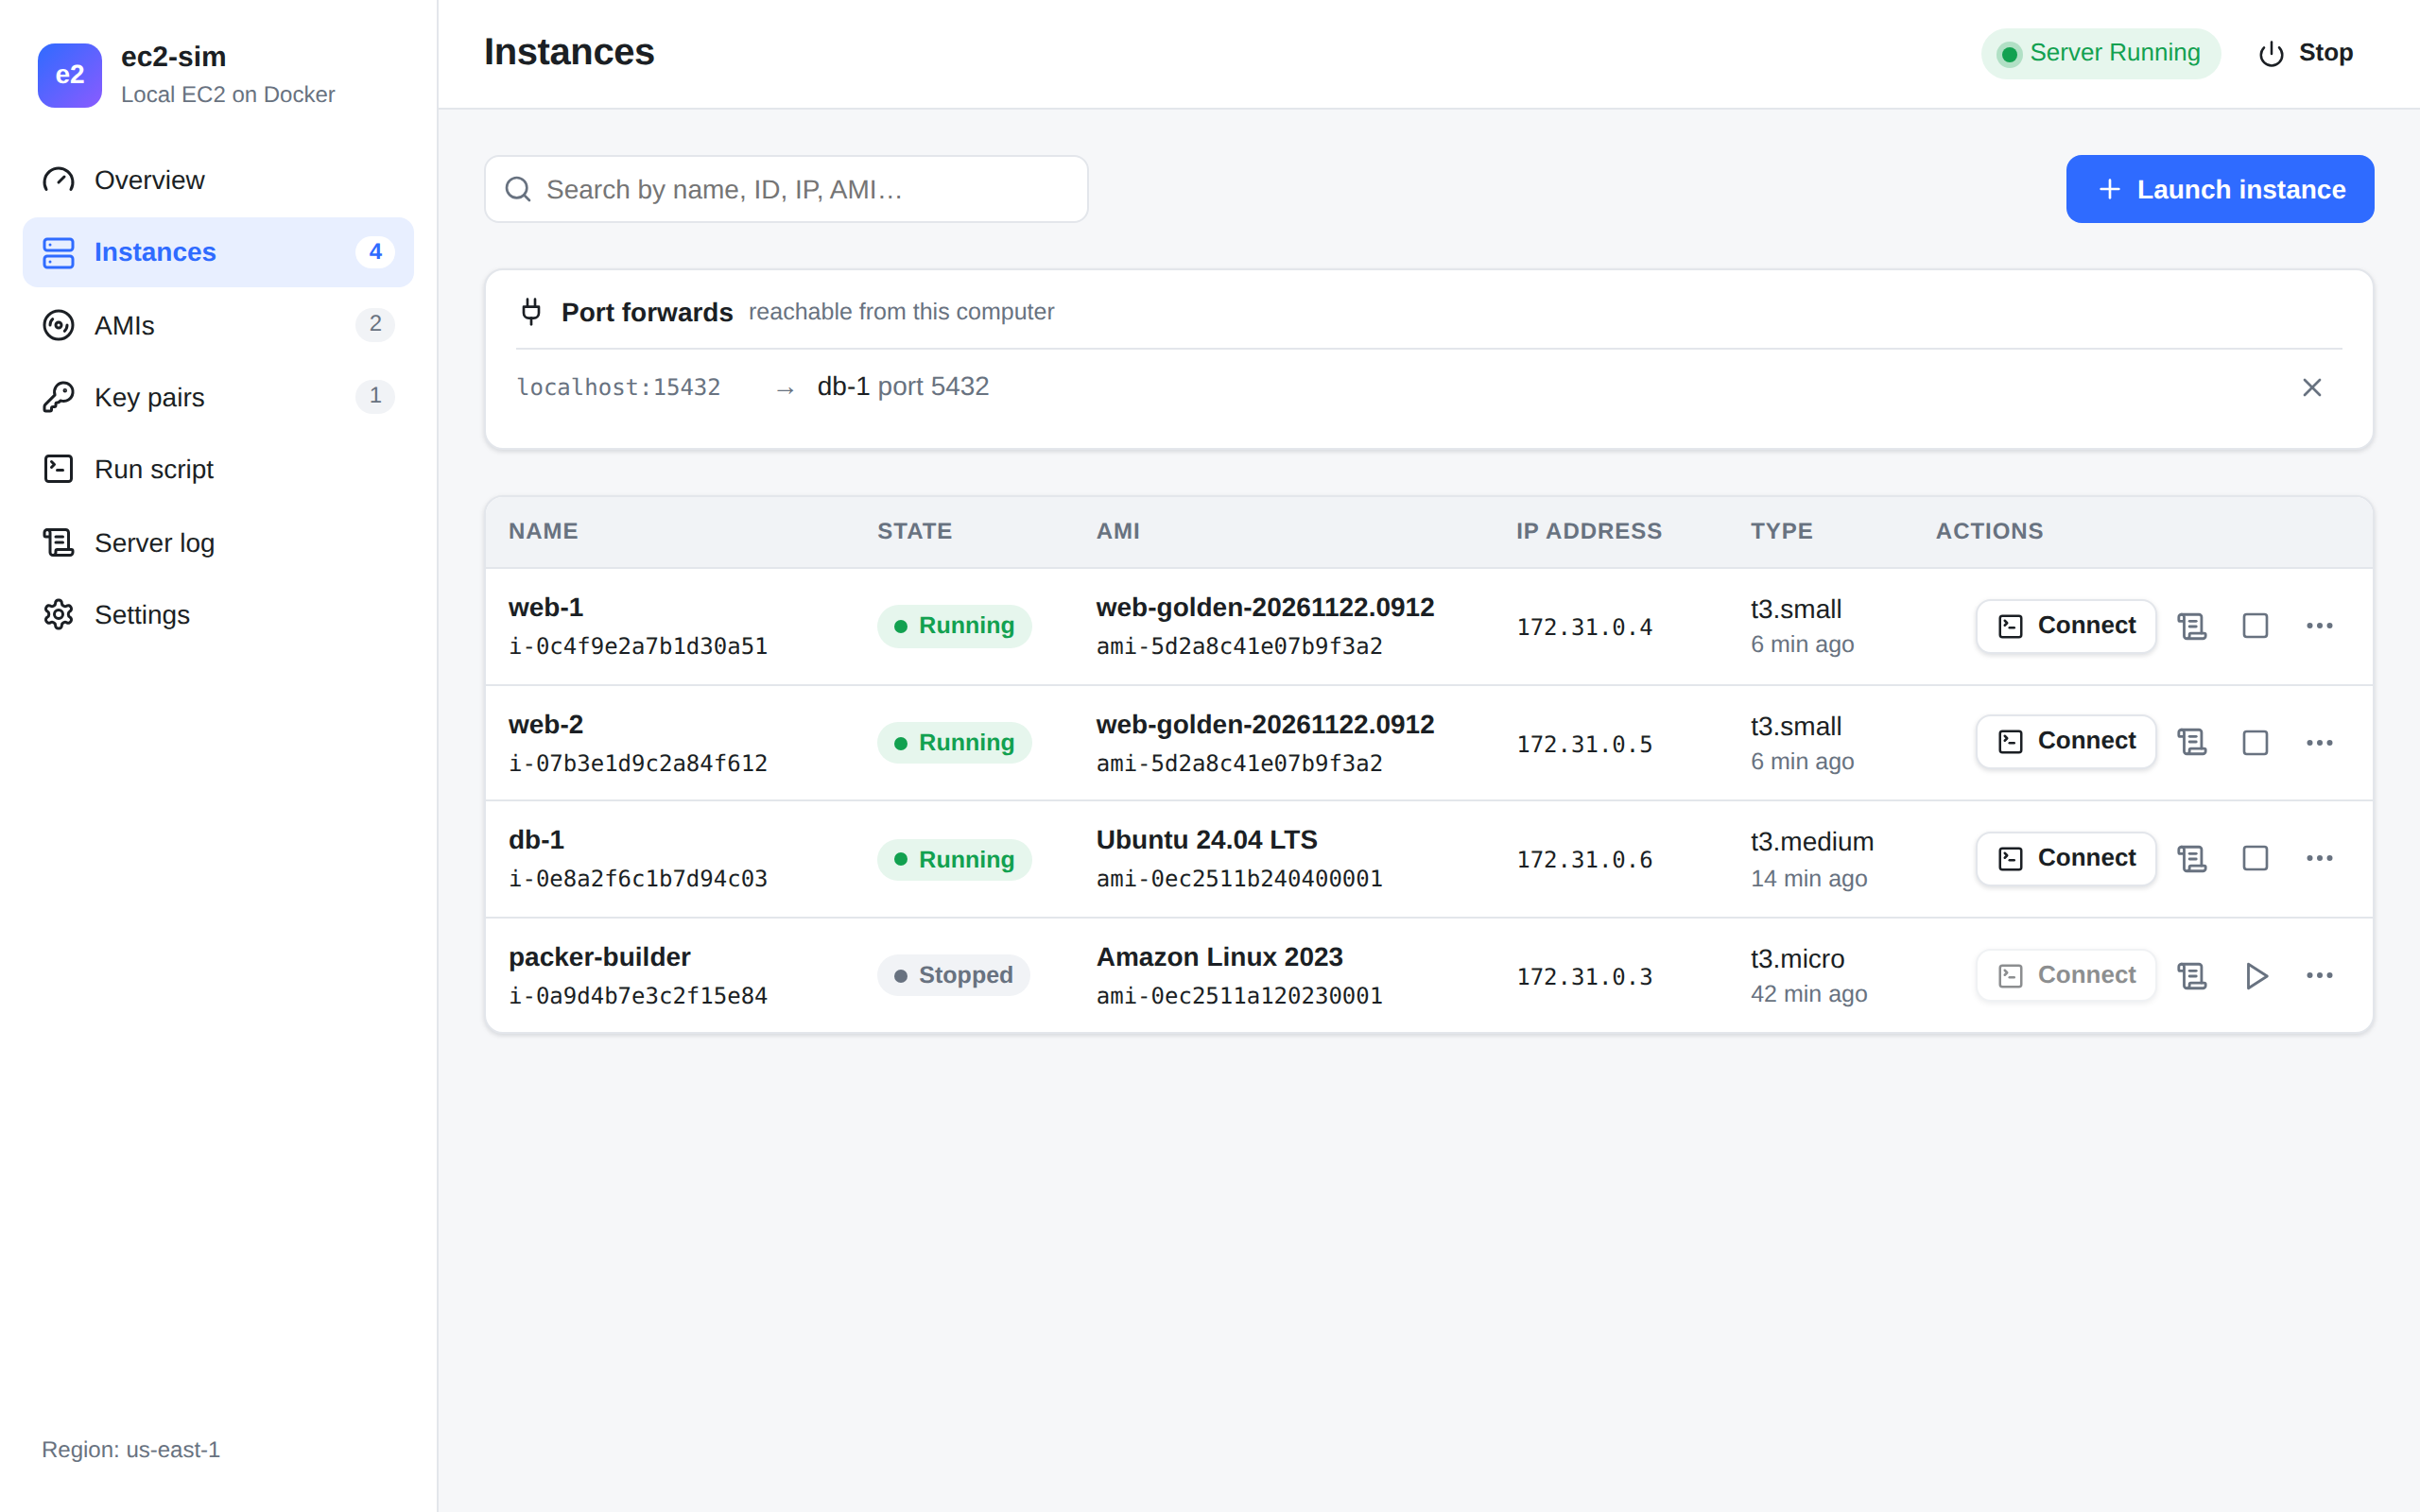 e2
ec2-sim
Local EC2 on Docker
Overview
Instances 4
AMIs 2
Key pairs 1
Run script
Server log
Settings
Region: us-east-1
Instances
Server Running
Stop
Search by name, ID, IP, AMI…
Launch instance
Port forwards reachable from this computer
localhost:15432 → db-1 port 5432
NAME STATE AMI IP ADDRESS TYPE ACTIONS
web-1 Running web-golden-20261122.0912 172.31.0.4 t3.small Connect
i-0c4f9e2a7b1d30a51 ami-5d2a8c41e07b9f3a2 6 min ago
web-2 Running web-golden-20261122.0912 172.31.0.5 t3.small Connect
i-07b3e1d9c2a84f612 ami-5d2a8c41e07b9f3a2 6 min ago
db-1 Running Ubuntu 24.04 LTS 172.31.0.6 t3.medium Connect
i-0e8a2f6c1b7d94c03 ami-0ec2511b240400001 14 min ago
packer-builder Stopped Amazon Linux 2023 172.31.0.3 t3.micro Connect
i-0a9d4b7e3c2f15e84 ami-0ec2511a120230001 42 min ago